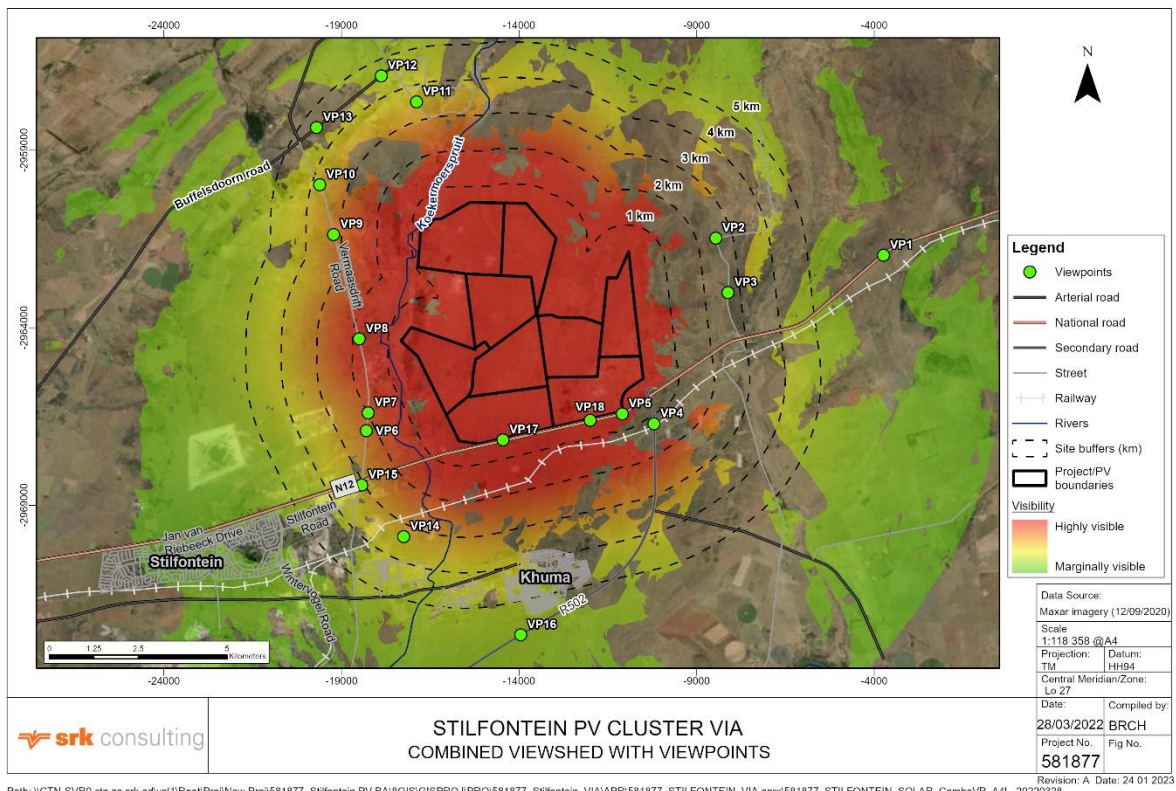 -24000 -19000 -14000 -9000 -4000
VP12
VP11
VP13
5 km
4 km
3 km
2 km
1 km
-2959000
Buffelsdoorn road
Koekemoerspruit
VP10
VP9
Vermaasdrift
Road
VP2
VP1
VP3
-2964000
VP8
VP7
VP6
VP5
VP18
VP4
VP17
VP15
N12
-2969000
Jan van
Riebeeck Drive
Stilfontein
Road
VP14
Stilfontein
Khuma
Wintervogel Road
R502
VP16
0 1.25 2.5 5
Kilometers
-24000 -19000 -14000 -9000 -4000
N
Legend
Viewpoints
Arterial road
National road
Secondary road
Street
Railway
Rivers
Site buffers (km)
Project/PV
boundaries
Visibility
Highly visible
Marginally visible
Data Source:
Maxar imagery (12/09/2020)
Scale
1:118 358 @A4
Projection:
TM
Datum:
HH94
Central Meridian/Zone:
Lo 27
Date:
28/03/2022
Compiled by:
BRCH
Project No.
581877
Fig No.
srk consulting
STILFONTEIN PV CLUSTER VIA
COMBINED VIEWSHED WITH VIEWPOINTS
Revision: A Date: 24 01 2023